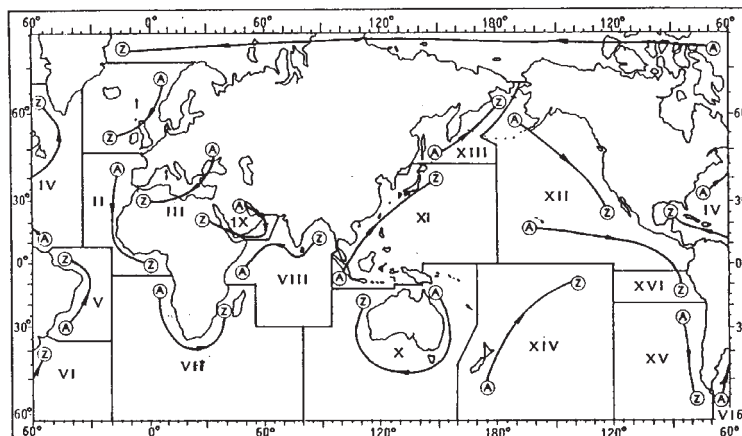 60° 0° 60° 120° 180° 120° 60°
Z A
A
60° Z A 60°
Z A
I
Z A XIII
A
IV A
30° II Z III A IX Z XI XII Z A IV 30°
Z Z
A Z A
0° Z A VIII A XVI 0°
Z Z
V A Z Z A A
30° A X XIV 30°
VII XV
Z
VI A Z A
60° VI 60°
60° 0° 60° 120° 180° 120° 60°